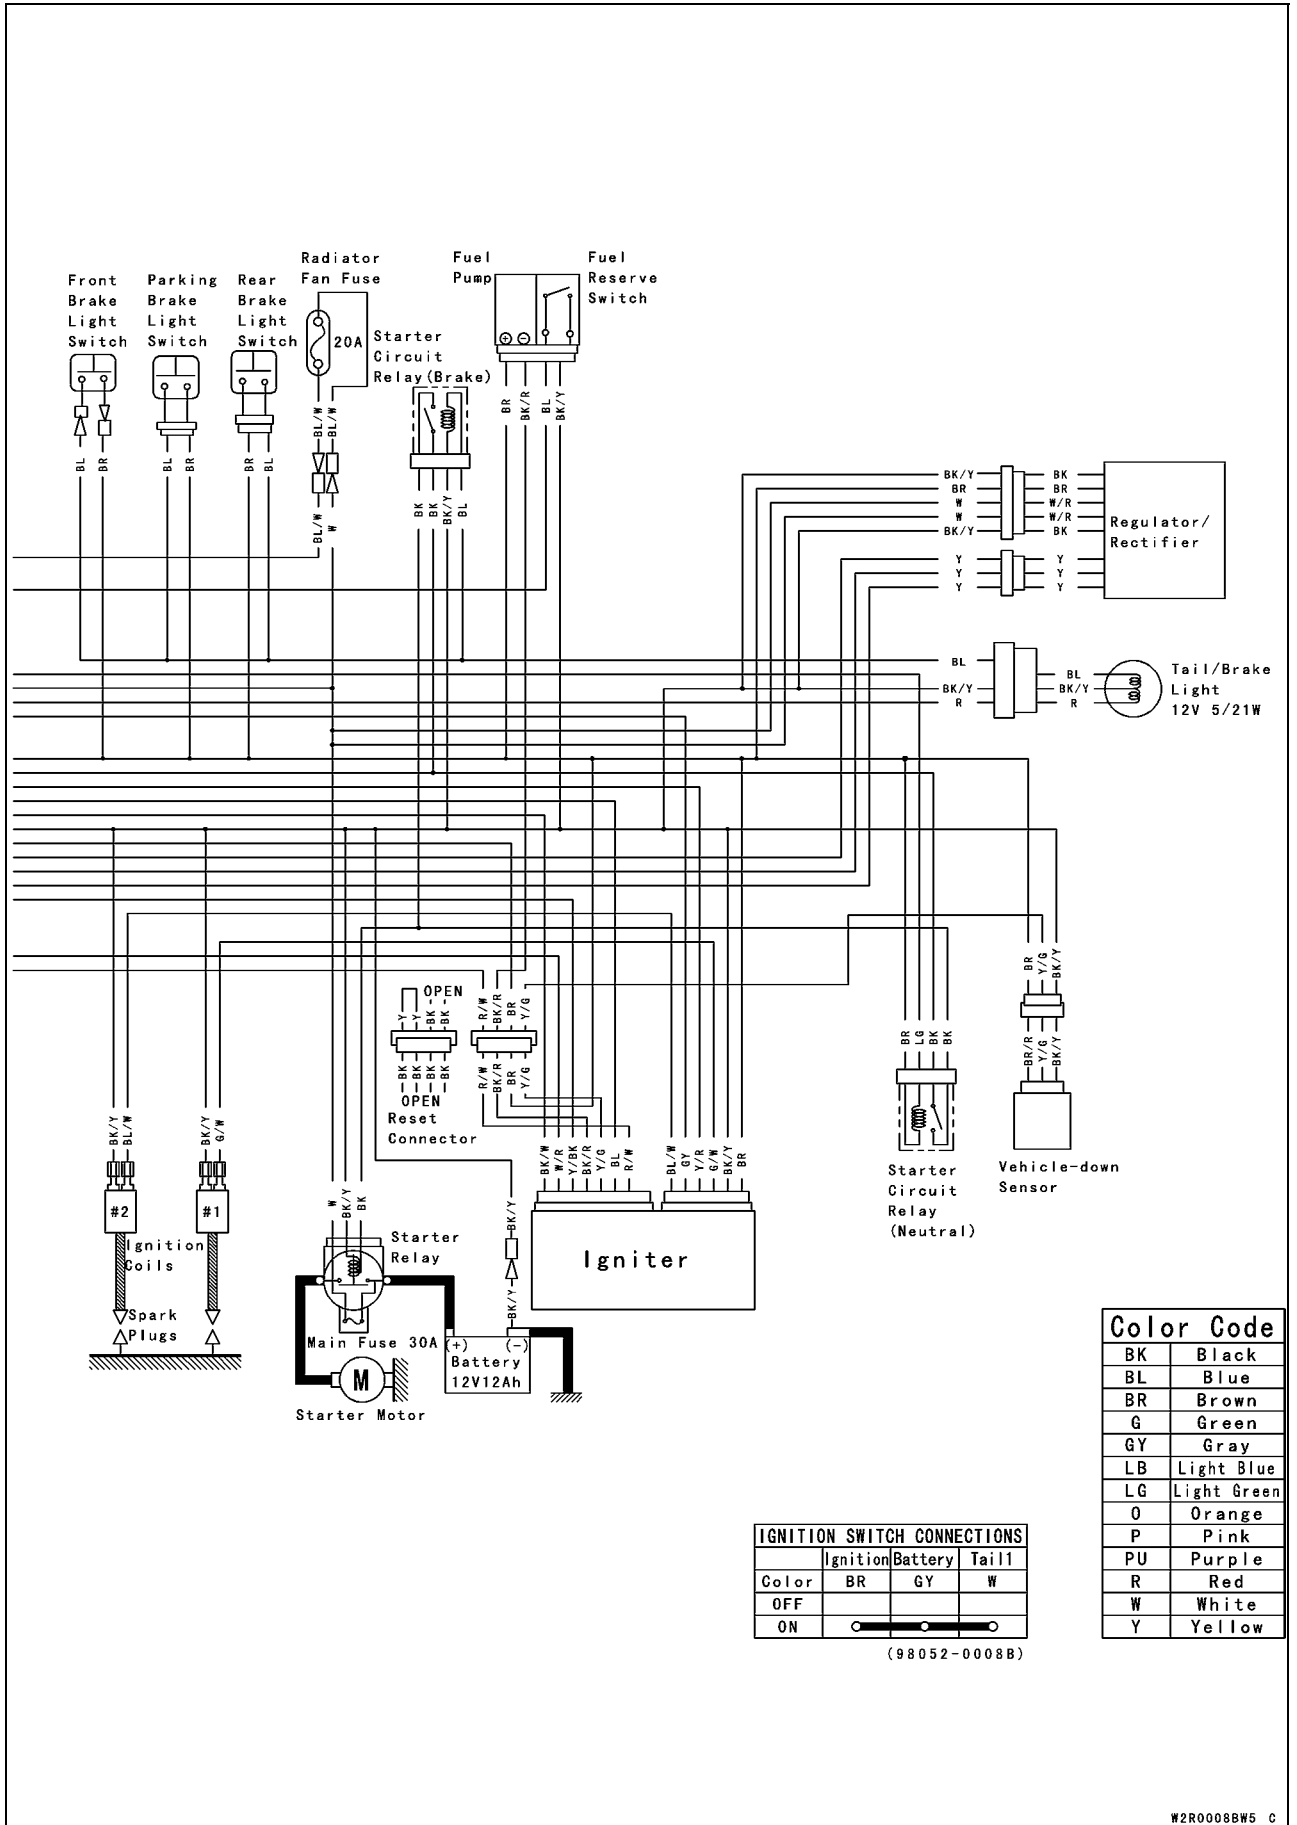 Radiator
Fan Fuse
Fuel
Pump
Fuel
Reserve
Switch
Front
Brake
Light
Switch
Parking
Brake
Light
Switch
Rear
Brake
Light
Switch
20A
Starter
Circuit
Relay(Brake)
BL/W BL/W
BR BK/R BL BK/Y
BL BR BL BR BR BL
BL/W W
BK BK BK/Y BL
BK/Y BK
BR BR
W W/R
W W/R
BK/Y BK
Y Y
Y Y
Y Y
Regulator/
Rectifier
BL BL
BK/Y BK/Y
R R
Tail/Brake
Light
12V 5/21W
BR Y/G BK/Y
OPEN
Y Y BK BK
R/W BK/R BR Y/G
BK BK BK BK
R/W BK/R BR Y/G
OPEN
Reset
Connector
BR LG BK BK
BR/R Y/G BK/Y
BK/Y BL/W BK/Y G/W
BK/W W/R Y/BK BK/R Y/G BL R/W
BL/W GY Y/R G/W BK/Y BR
Starter
Circuit
Relay
(Neutral)
Vehicle-down
Sensor
W BK/Y BK
BK/Y
#2 #1
Ignition
Coils
Starter
Relay
Igniter
BK/Y
Spark
Plugs
Main Fuse 30A
(+) (-)
Battery
12V12Ah
M
Starter Motor
Color Code
BK Black
BL Blue
BR Brown
G Green
GY Gray
LB Light Blue
LG Light Green
O Orange
P Pink
PU Purple
R Red
W White
Y Yellow
IGNITION SWITCH CONNECTIONS
Ignition Battery Tail1
Color BR GY W
OFF
ON
(98052-0008B)
W2R0008BW5 C